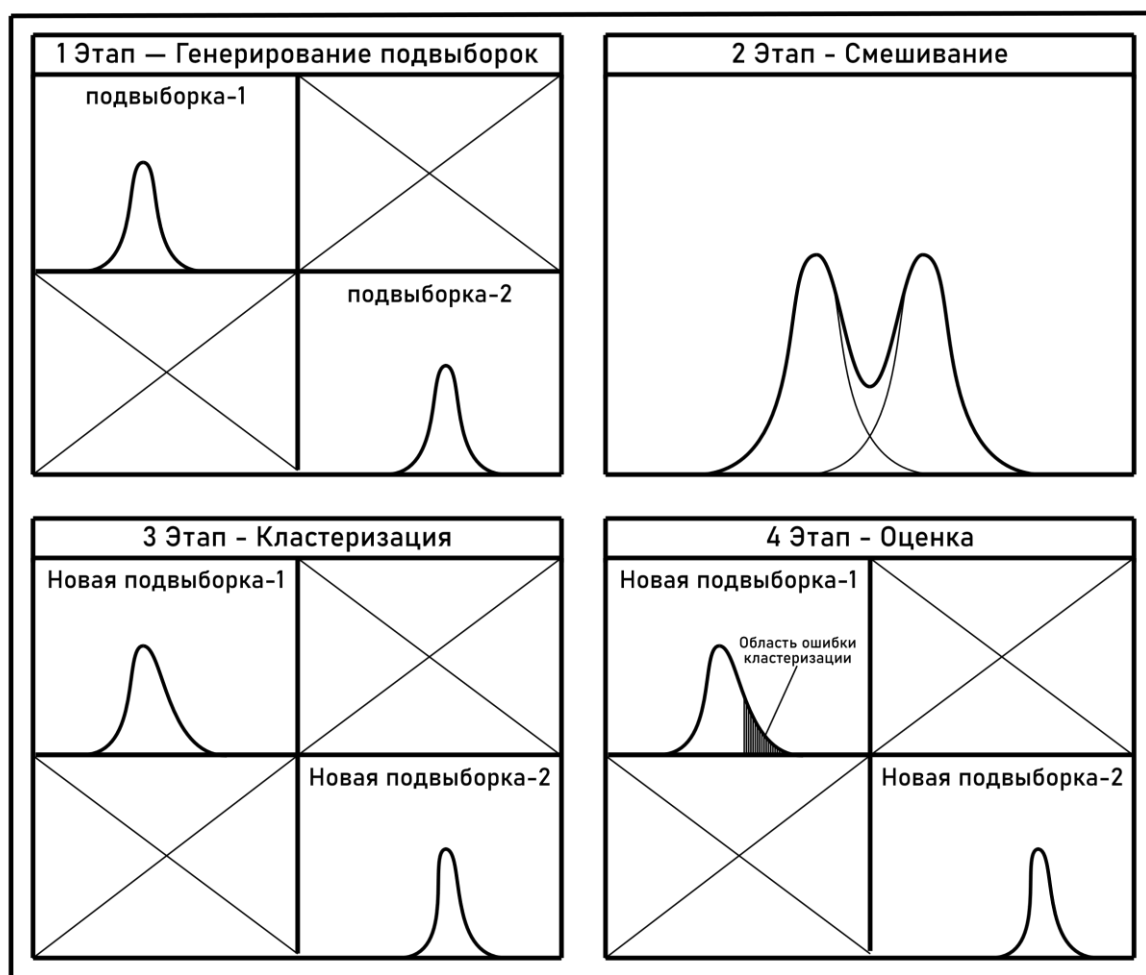 1 Этап — Генерирование подвыборок
подвыборка-1
подвыборка-2
2 Этап - Смешивание
3 Этап - Кластеризация
Новая подвыборка-1
Новая подвыборка-2
4 Этап - Оценка
Новая подвыборка-1
Область ошибки
кластеризации
Новая подвыборка-2